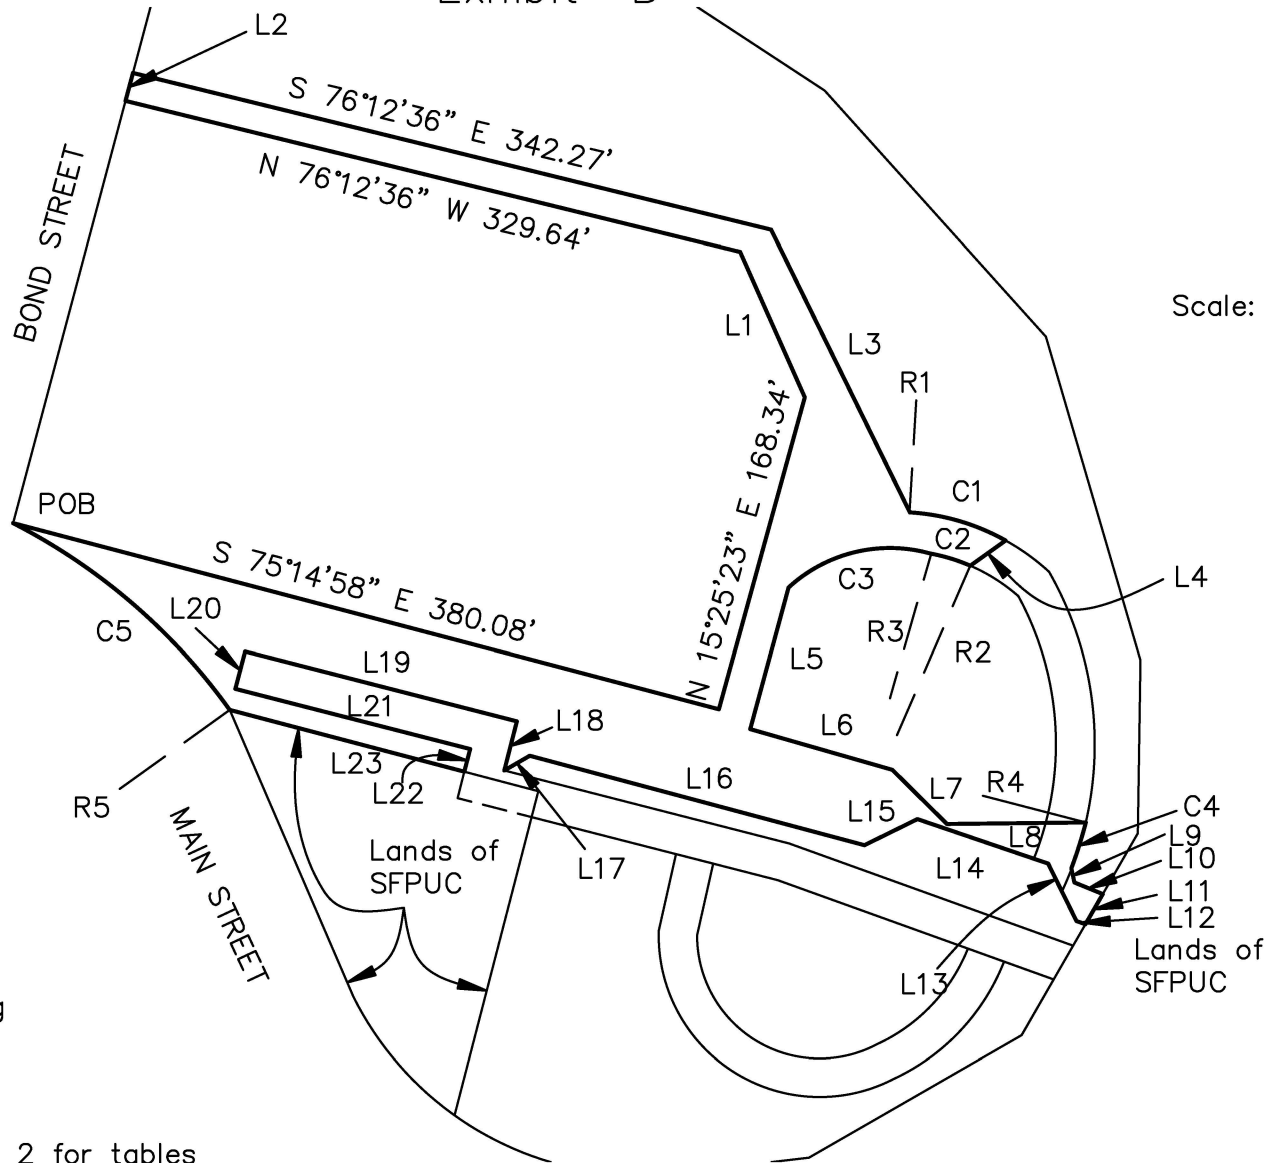 L2
S 76°12'36" E 342.27'
N 76°12'36" W 329.64'
BOND STREET
L1
L3
Scale:
R1
N 15°25'23" E 168.34'
C1
POB
C2
S 75°14'58" E 380.08'
C3
L4
L20
C5
R3
R2
L5
L19
L21
L18
L6
L23
L22
L16
L7
R4
R5
L15
C4
L8
L9
L10
MAIN STREET
Lands of
SFPUC
L17
L14
L11
L12
Lands of
SFPUC
L13
g
2 for tables